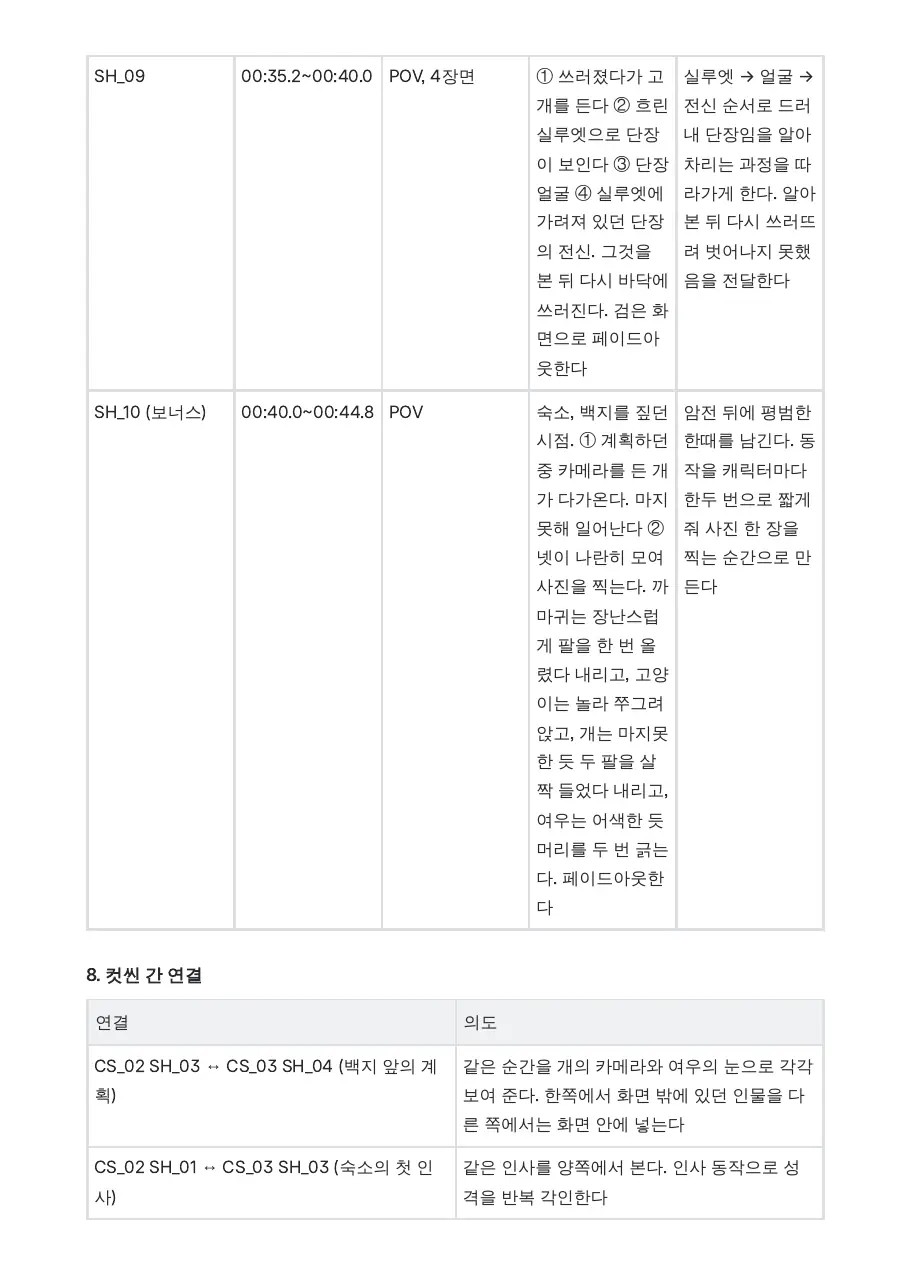 SH_09
00:35.2~00:40.0
POV, 4장면
① 쓰러졌다가 고
개를 든다 ② 흐린
실루엣으로 단장
이 보인다 ③ 단장
얼굴 ④ 실루엣에
가려져 있던 단장
의 전신. 그것을
본 뒤 다시 바닥에
쓰러진다. 검은 화
면으로 페이드아
웃한다
실루엣 → 얼굴 →
전신 순서로 드러
내 단장임을 알아
차리는 과정을 따
라가게 한다. 알아
본 뒤 다시 쓰러뜨
려 벗어나지 못했
음을 전달한다
SH_10 (보너스)
00:40.0~00:44.8
POV
숙소, 백지를 짚던
시점. ① 계획하던
중 카메라를 든 개
가 다가온다. 마지
못해 일어난다 ②
넷이 나란히 모여
사진을 찍는다. 까
마귀는 장난스럽
게 팔을 한 번 올
렸다 내리고, 고양
이는 놀라 쭈그려
앉고, 개는 마지못
한 듯 두 팔을 살
짝 들었다 내리고,
여우는 어색한 듯
머리를 두 번 긁는
다. 페이드아웃한
다
암전 뒤에 평범한
한때를 남긴다. 동
작을 캐릭터마다
한두 번으로 짧게
줘 사진 한 장을
찍는 순간으로 만
든다
8. 컷씬 간 연결
연결
의도
CS_02 SH_03 ↔ CS_03 SH_04 (백지 앞의 계
획)
같은 순간을 개의 카메라와 여우의 눈으로 각각
보여 준다. 한쪽에서 화면 밖에 있던 인물을 다
른 쪽에서는 화면 안에 넣는다
CS_02 SH_01 ↔ CS_03 SH_03 (숙소의 첫 인
사)
같은 인사를 양쪽에서 본다. 인사 동작으로 성
격을 반복 각인한다